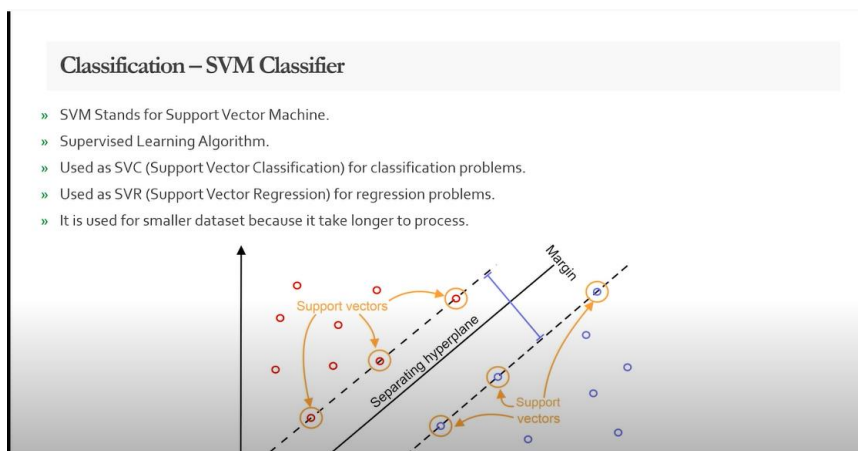 Classification – SVM Classifier
» SVM Stands for Support Vector Machine.
» Supervised Learning Algorithm.
» Used as SVC (Support Vector Classification) for classification problems.
» Used as SVR (Support Vector Regression) for regression problems.
» It is used for smaller dataset because it take longer to process.
Margin
Support vectors
Separating hyperplane
Support
vectors